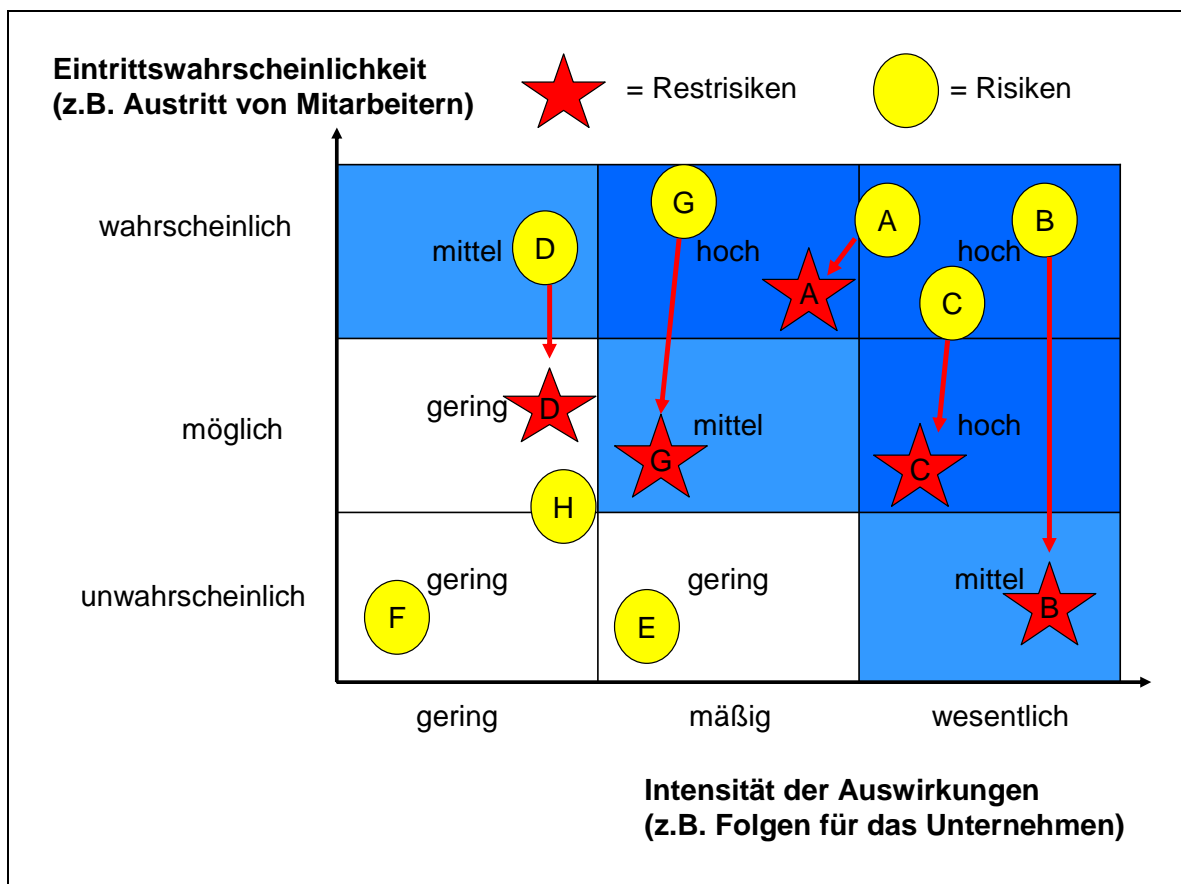 Eintrittswahrscheinlichkeit
(z.B. Austritt von Mitarbeitern)
= Restrisiken
= Risiken
wahrscheinlich
mittel
D
G
hoch
A
A
hoch
B
C
möglich
gering
D
G
mittel
hoch
C
H
unwahrscheinlich
gering
F
gering
E
mittel
B
gering
mäßig
wesentlich
Intensität der Auswirkungen
(z.B. Folgen für das Unternehmen)